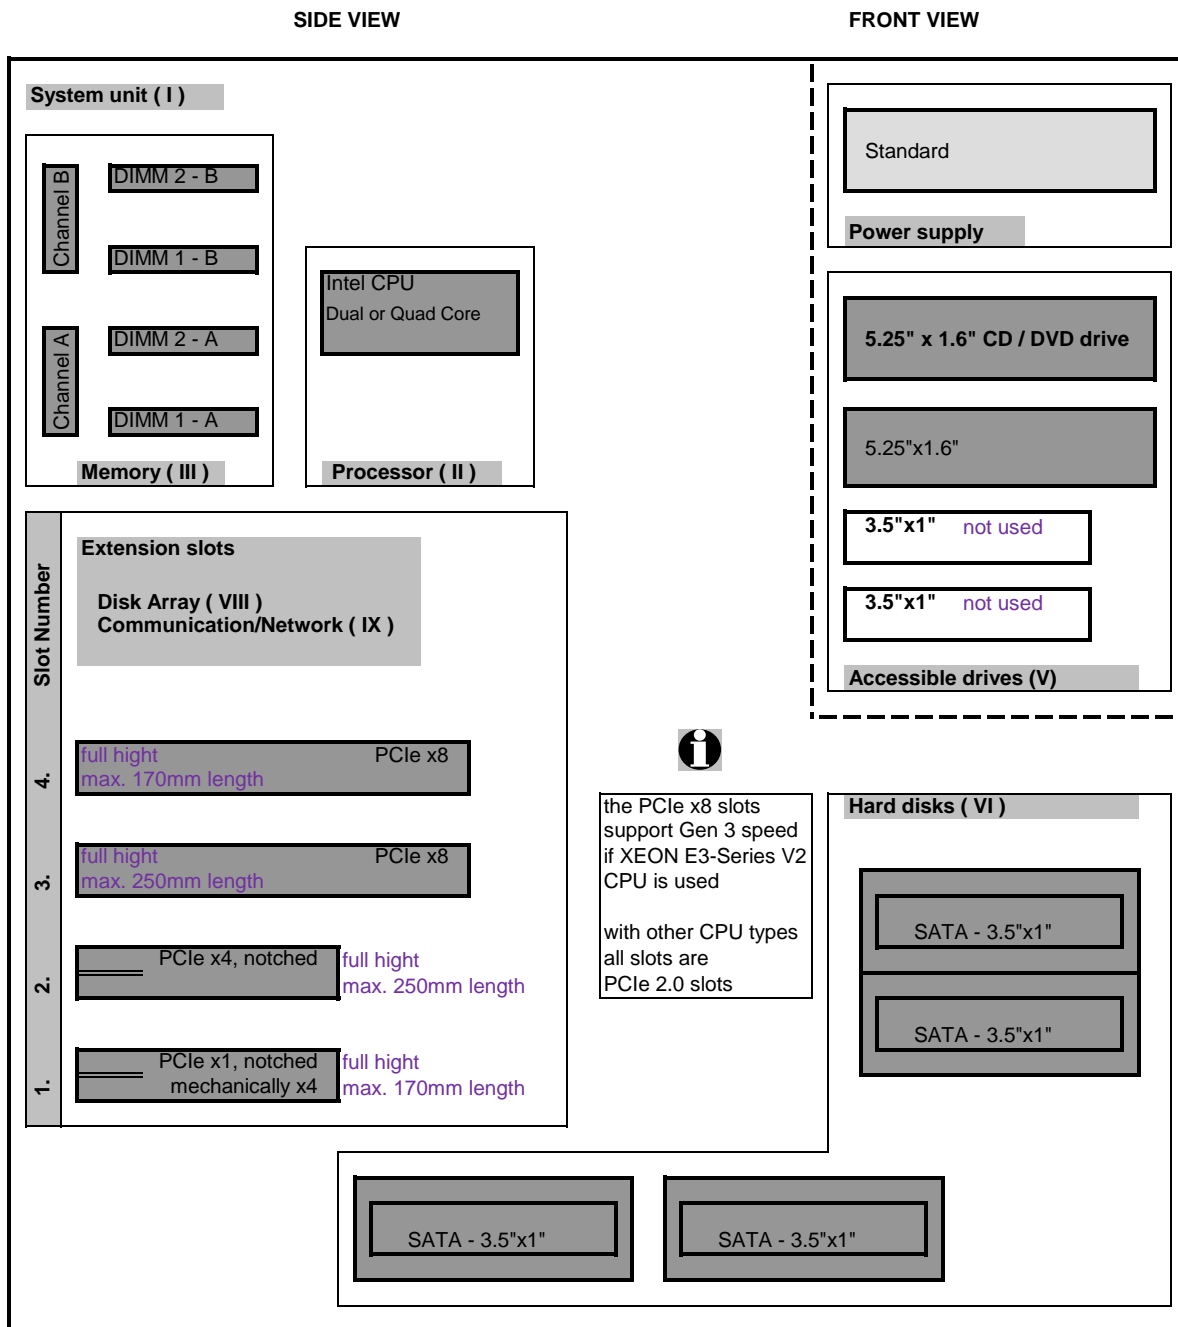 SIDE VIEW
FRONT VIEW
System unit ( I )
Channel B
DIMM 2 - B
DIMM 1 - B
Channel A
DIMM 2 - A
DIMM 1 - A
Memory ( III )
Intel CPU
Dual or Quad Core
Processor ( II )
Standard
Power supply
5.25" x 1.6" CD / DVD drive
5.25"x1.6"
3.5"x1" not used
3.5"x1" not used
Accessible drives (V)
Slot Number
Extension slots
Disk Array ( VIII )
Communication/Network ( IX )
4.
full hight PCIe x8
max. 170mm length
3.
full hight PCIe x8
max. 250mm length
2.
PCIe x4, notched full hight
max. 250mm length
1.
PCIe x1, notched full hight
mechanically x4 max. 170mm length
i
the PCIe x8 slots
support Gen 3 speed
if XEON E3-Series V2
CPU is used
with other CPU types
all slots are
PCIe 2.0 slots
Hard disks ( VI )
SATA - 3.5"x1"
SATA - 3.5"x1"
SATA - 3.5"x1"
SATA - 3.5"x1"